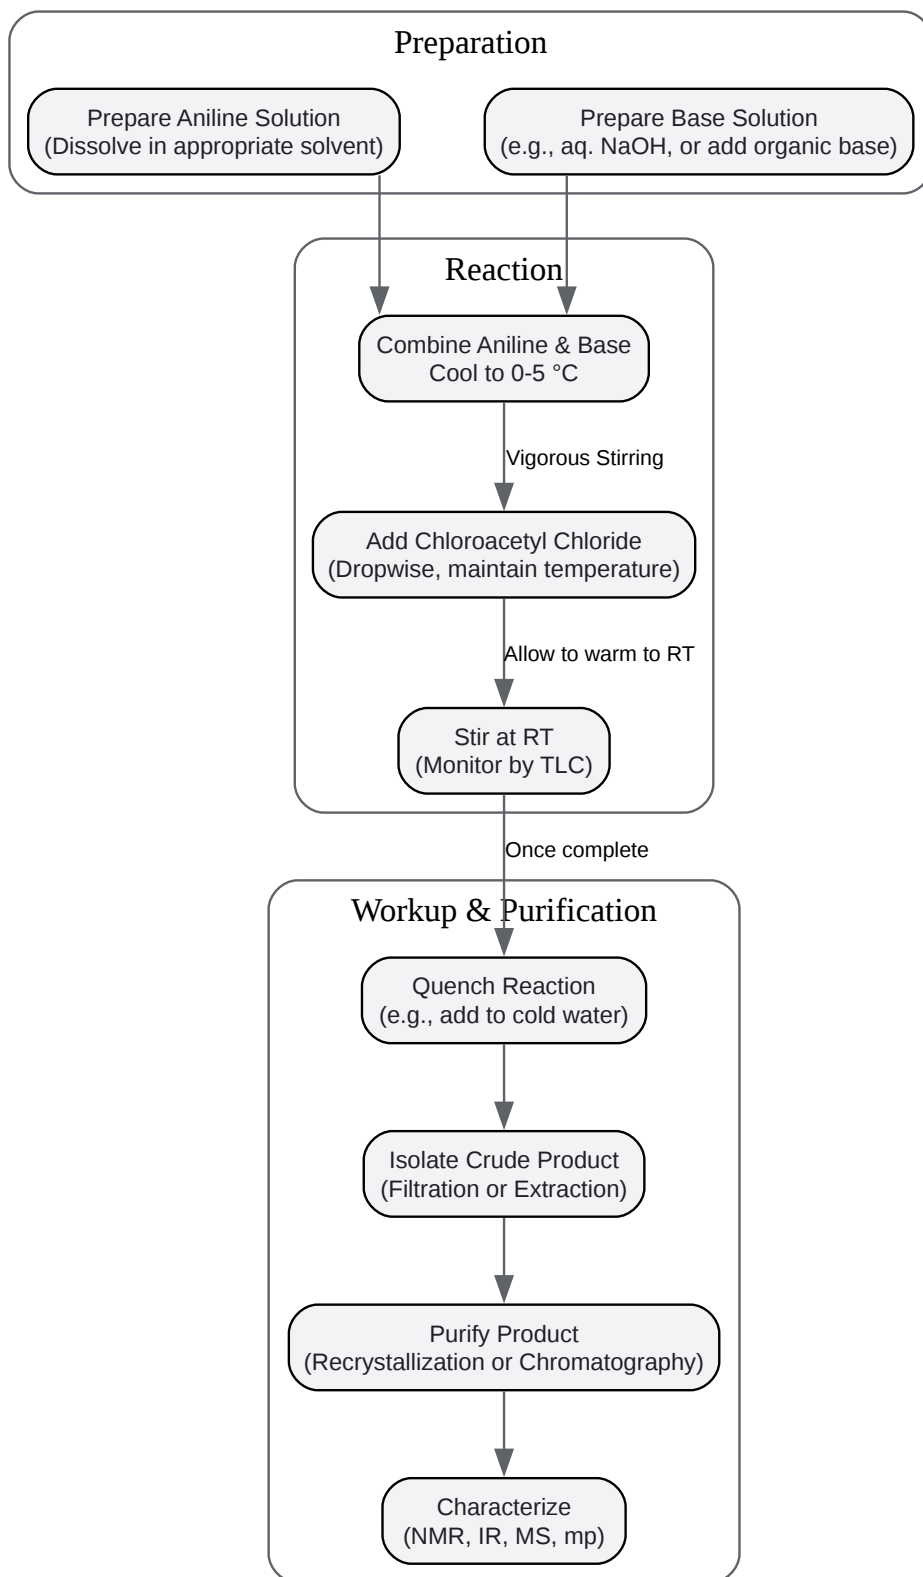 Preparation
Prepare Aniline Solution
(Dissolve in appropriate solvent)
Prepare Base Solution
(e.g., aq. NaOH, or add organic base)
Reaction
Combine Aniline & Base
Cool to 0-5 °C
Vigorous Stirring
Add Chloroacetyl Chloride
(Dropwise, maintain temperature)
Allow to warm to RT
Stir at RT
(Monitor by TLC)
Once complete
Workup & Purification
Quench Reaction
(e.g., add to cold water)
Isolate Crude Product
(Filtration or Extraction)
Purify Product
(Recrystallization or Chromatography)
Characterize
(NMR, IR, MS, mp)